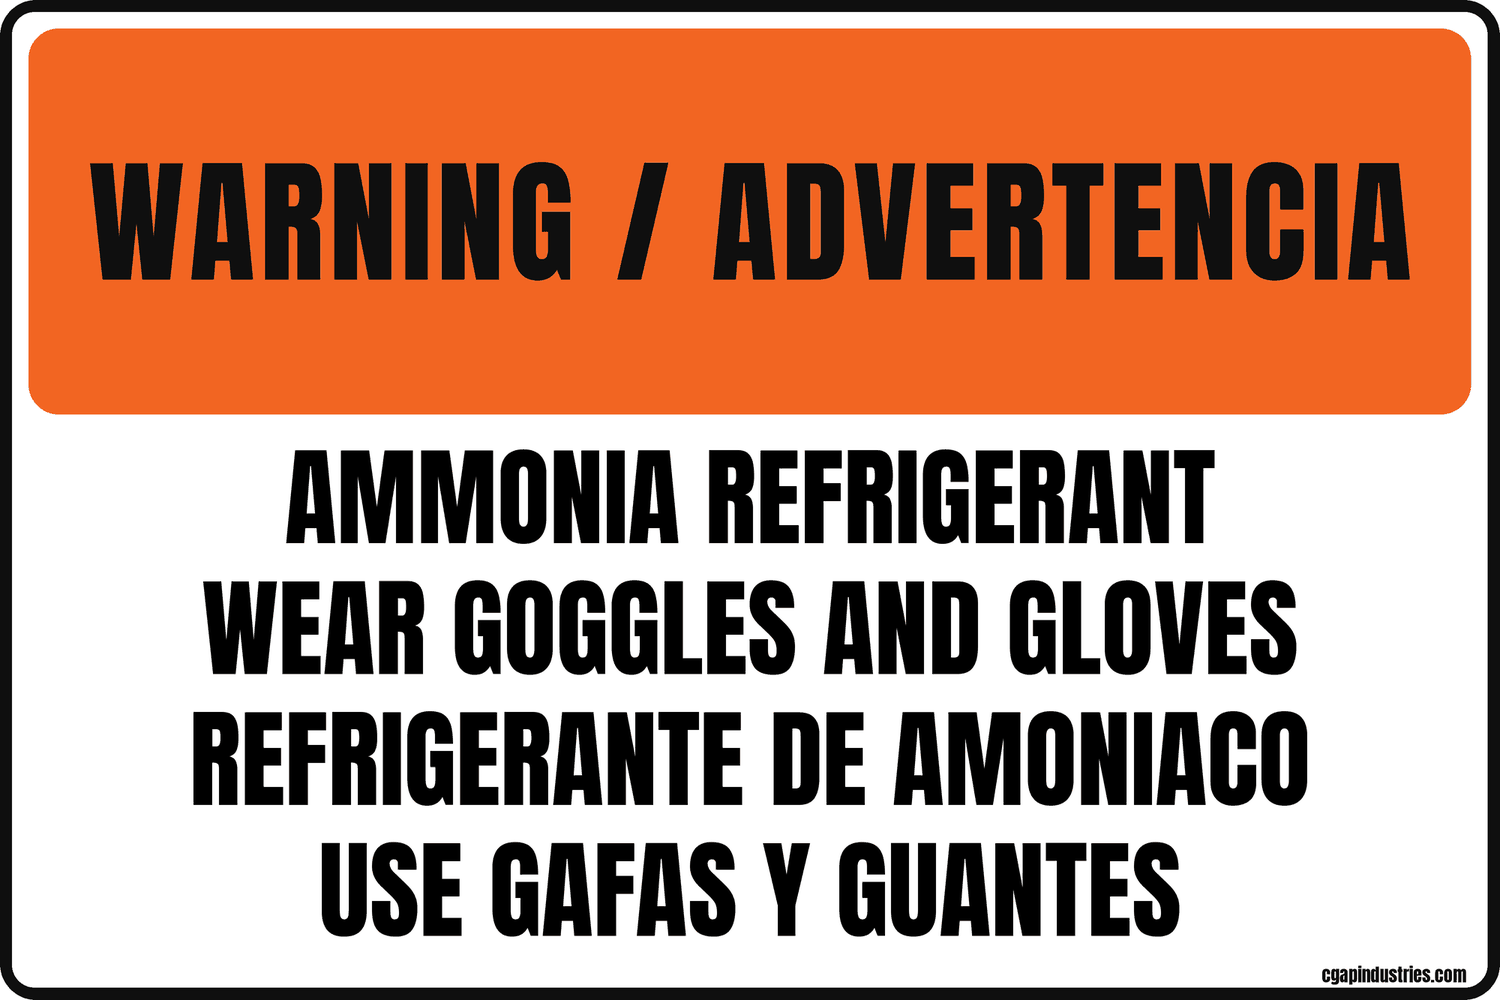 WARNING / ADVERTENCIA
AMMONIA REFRIGERANT
WEAR GOGGLES AND GLOVES
REFRIGERANTE DE AMONIACO
USE GAFAS Y GUANTES
cgapindustries.com